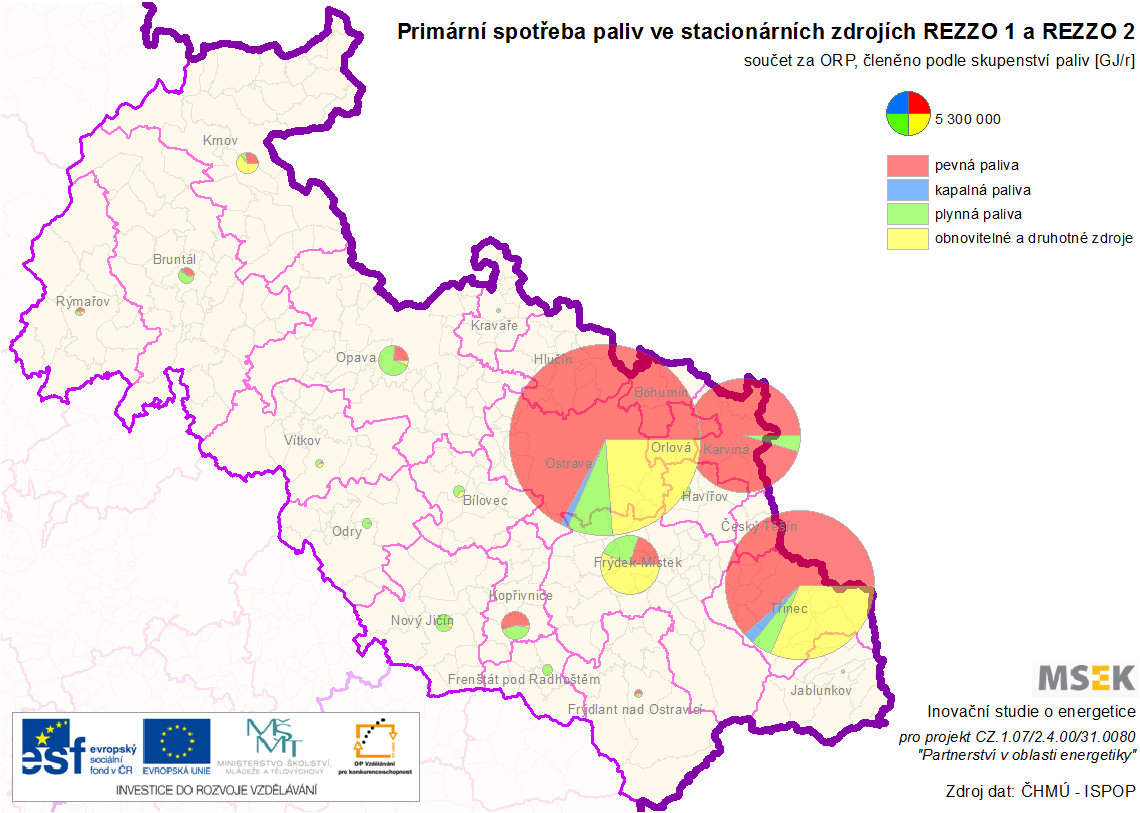 Primární spotřeba paliv ve stacionárních zdrojích REZZO 1 a REZZO 2
součet za ORP, členěno podle skupenství paliv [GJ/r]
5 300 000
pevná paliva
kapalná paliva
plynná paliva
obnovitelné a druhotné zdroje
Krnov
Bruntál
Rýmařov
Kravaře
Opava
Hlučín
Bohumín
Vítkov
Ostrava
Orlová
Karviná
Bílovec
Havířov
Odry
Český Těšín
Frýdek-Místek
Kopřivnice
Třinec
Nový Jičín
Frenštát pod Radhoštěm
Jablunkov
Frýdlant nad Ostravicí
MSEK
Inovační studie o energetice
pro projekt CZ.1.07/2.4.00/31.0080
"Partnerství v oblasti energetiky"
Zdroj dat: ČHMÚ - ISPOP
esf
evropský
sociální
fond v ČR
EVROPSKÁ UNIE
MŠMT
MINISTERSTVO ŠKOLSTVÍ,
MLÁDEŽE A TĚLOVÝCHOVY
OP Vzdělávání
pro konkurenceschopnost
INVESTICE DO ROZVOJE VZDĚLÁVÁNÍ